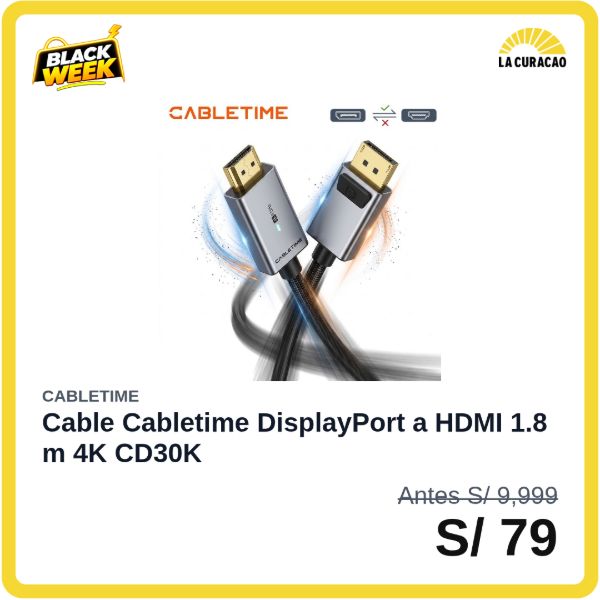 BLACK
WEEK
LA CURACAO
CABLETIME
CABLETIME
CABLETIME
Cable Cabletime DisplayPort a HDMI 1.8
m 4K CD30K
Antes S/ 9,999
S/ 79